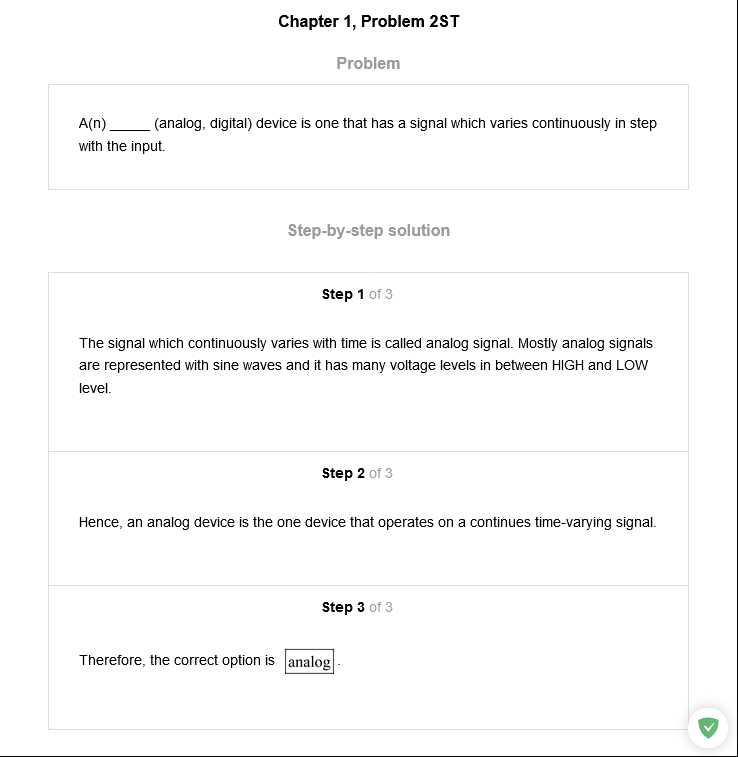 Chapter 1, Problem 2ST
Problem
A(n) _____ (analog, digital) device is one that has a signal which varies continuously in step
with the input.
Step-by-step solution
Step 1 of 3
The signal which continuously varies with time is called analog signal. Mostly analog signals
are represented with sine waves and it has many voltage levels in between HIGH and LOW
level.
Step 2 of 3
Hence, an analog device is the one device that operates on a continues time-varying signal.
Step 3 of 3
Therefore, the correct option is analog.